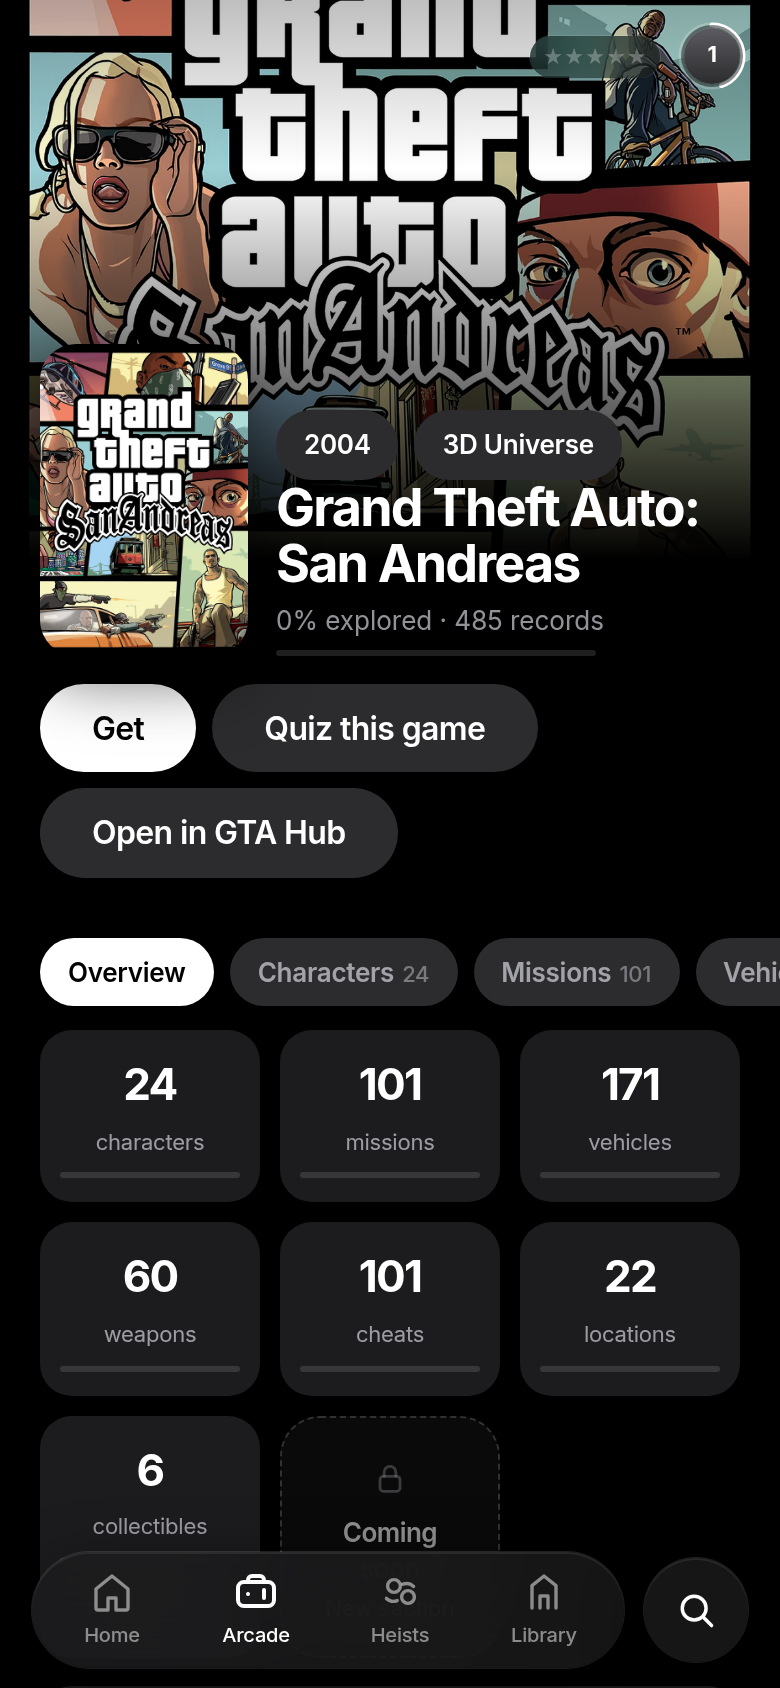 grand
theft
auto
San Andreas
™
1
grand
theft
auto
San Andreas
2004
3D Universe
Grand Theft Auto:
San Andreas
0% explored · 485 records
Get
Quiz this game
Open in GTA Hub
Overview
Characters 24
Missions 101
Vehi
24
101
171
characters
missions
vehicles
60
101
22
weapons
cheats
locations
6
collectibles
Coming
New section
Home
Arcade
Heists
Library